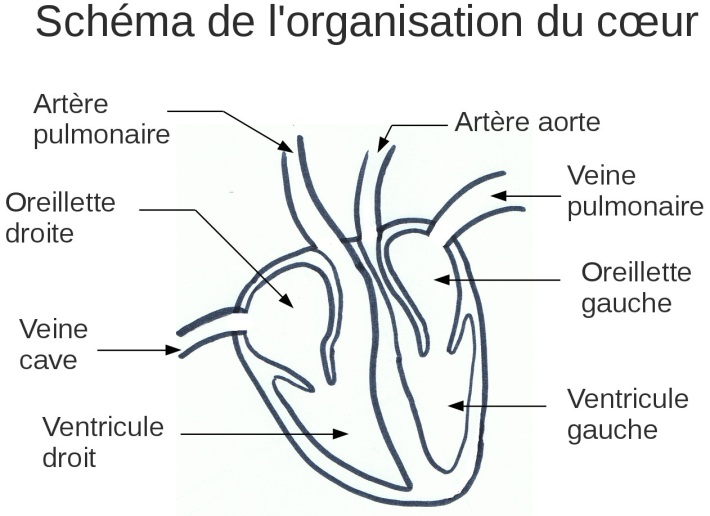 Schéma de l'organisation du cœur
Artère
pulmonaire
Artère aorte
Veine
pulmonaire
Oreillette
droite
Oreillette
gauche
Veine
cave
Ventricule
gauche
Ventricule
droit